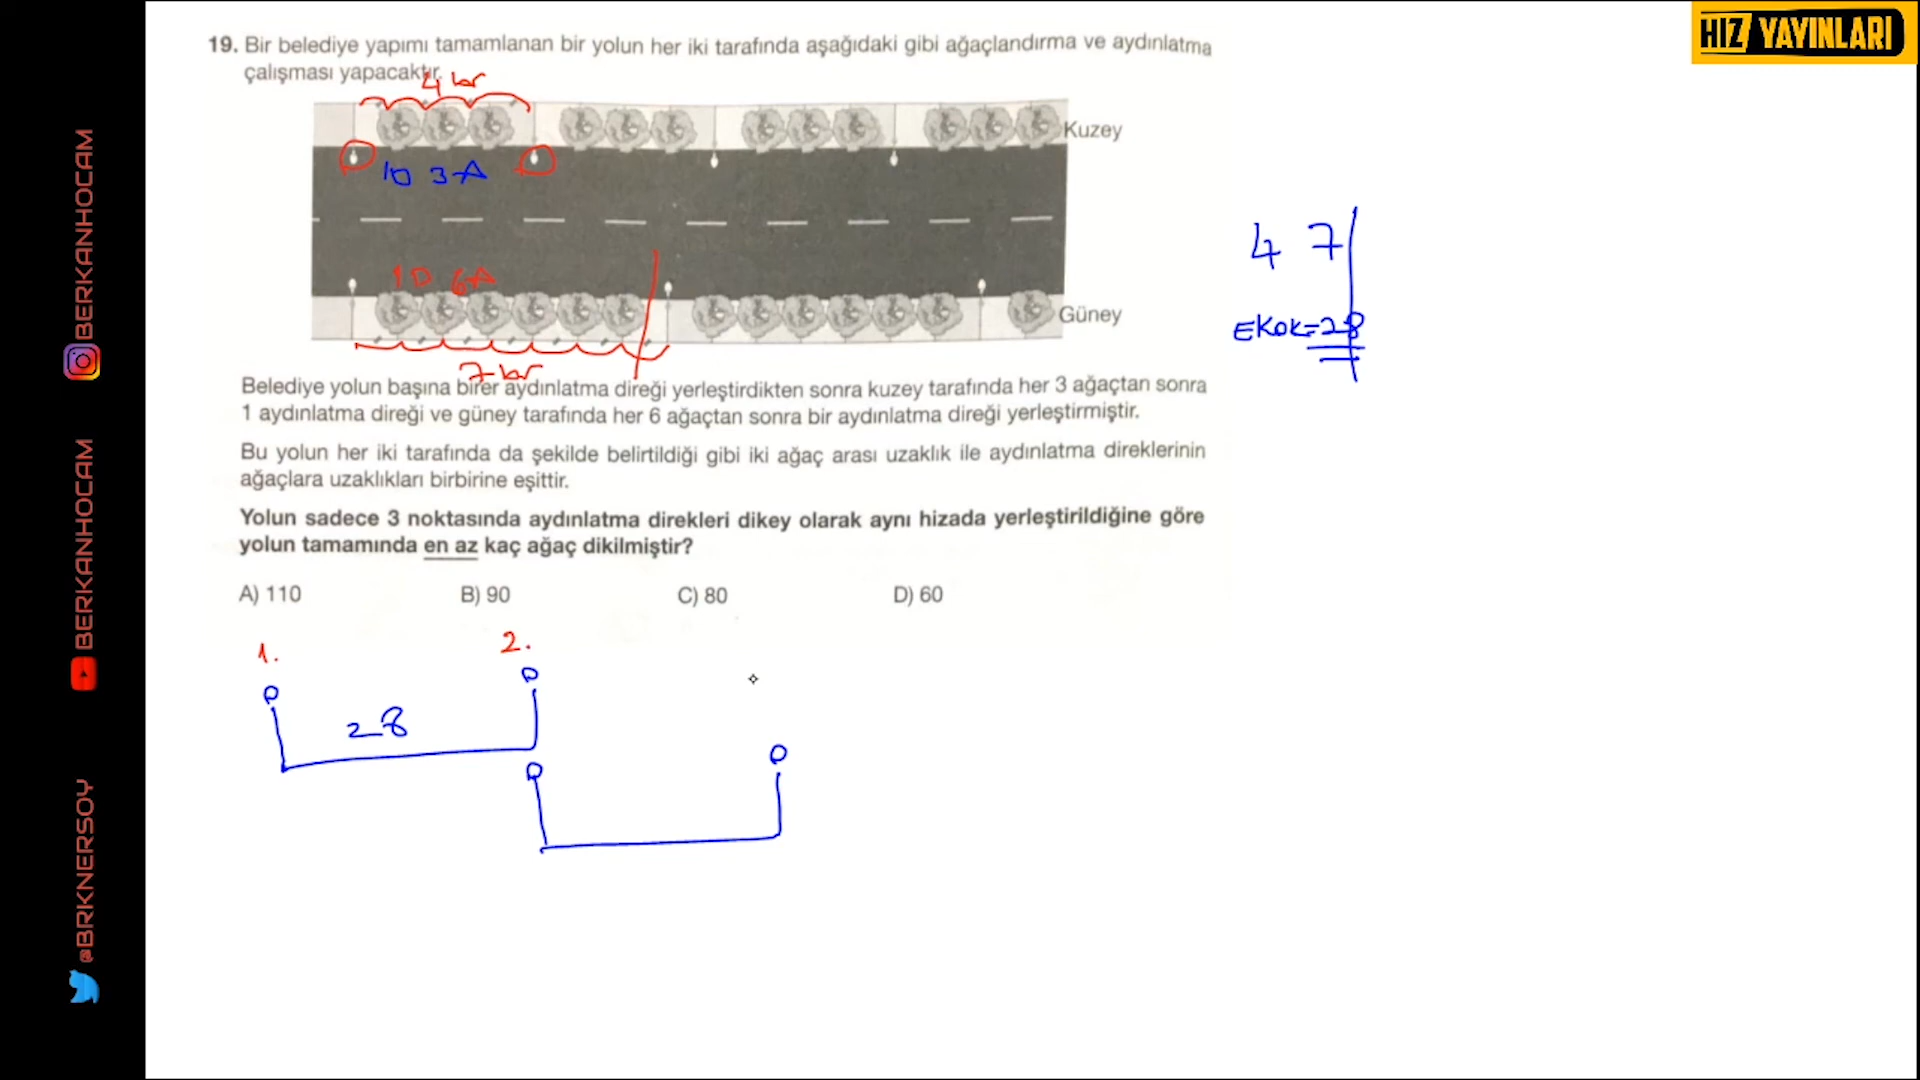 HIZ YAYINLARI
19. Bir belediye yapımı tamamlanan bir yolun her iki tarafında aşağıdaki gibi ağaçlandırma ve aydınlatma
çalışması yapacaktır.
4 br
Kuzey
1D 3A
1D 6A
Güney
7 br
4 7
EKOK=28
Belediye yolun başına birer aydınlatma direği yerleştirdikten sonra kuzey tarafında her 3 ağaçtan sonra
1 aydınlatma direği ve güney tarafında her 6 ağaçtan sonra bir aydınlatma direği yerleştirmiştir.
Bu yolun her iki tarafında da şekilde belirtildiği gibi iki ağaç arası uzaklık ile aydınlatma direklerinin
ağaçlara uzaklıkları birbirine eşittir.
Yolun sadece 3 noktasında aydınlatma direkleri dikey olarak aynı hizada yerleştirildiğine göre
yolun tamamında en az kaç ağaç dikilmiştir?
A) 110 B) 90 C) 80 D) 60
1. 2.
28
BERKANHOCAM
BERKANHOCAM
@BRKNERSOY